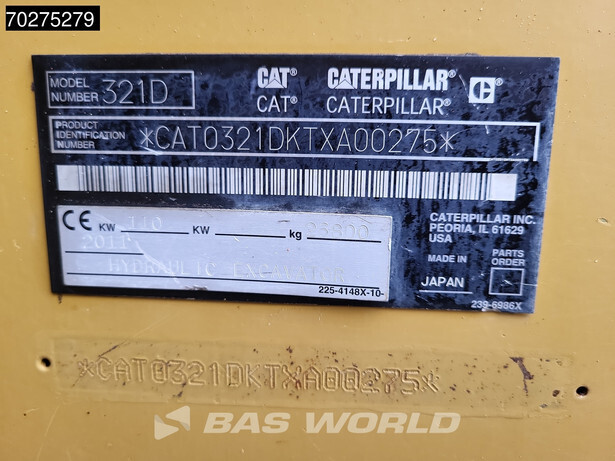 70275279
MODEL NUMBER 321D
CAT® CATERPILLAR® C
CAT® CATERPILLAR®
PRODUCT IDENTIFICATION NUMBER *CAT0321DKTXA00275*
CE KW 110 KW kg
2011
HYDRAULIC EXCAVATOR
225-4148X-10-
CATERPILLAR INC.
PEORIA, IL 61629
USA
MADE IN PARTS ORDER
JAPAN
239-6986X
*CAT0321DKTXA00275*
BAS WORLD